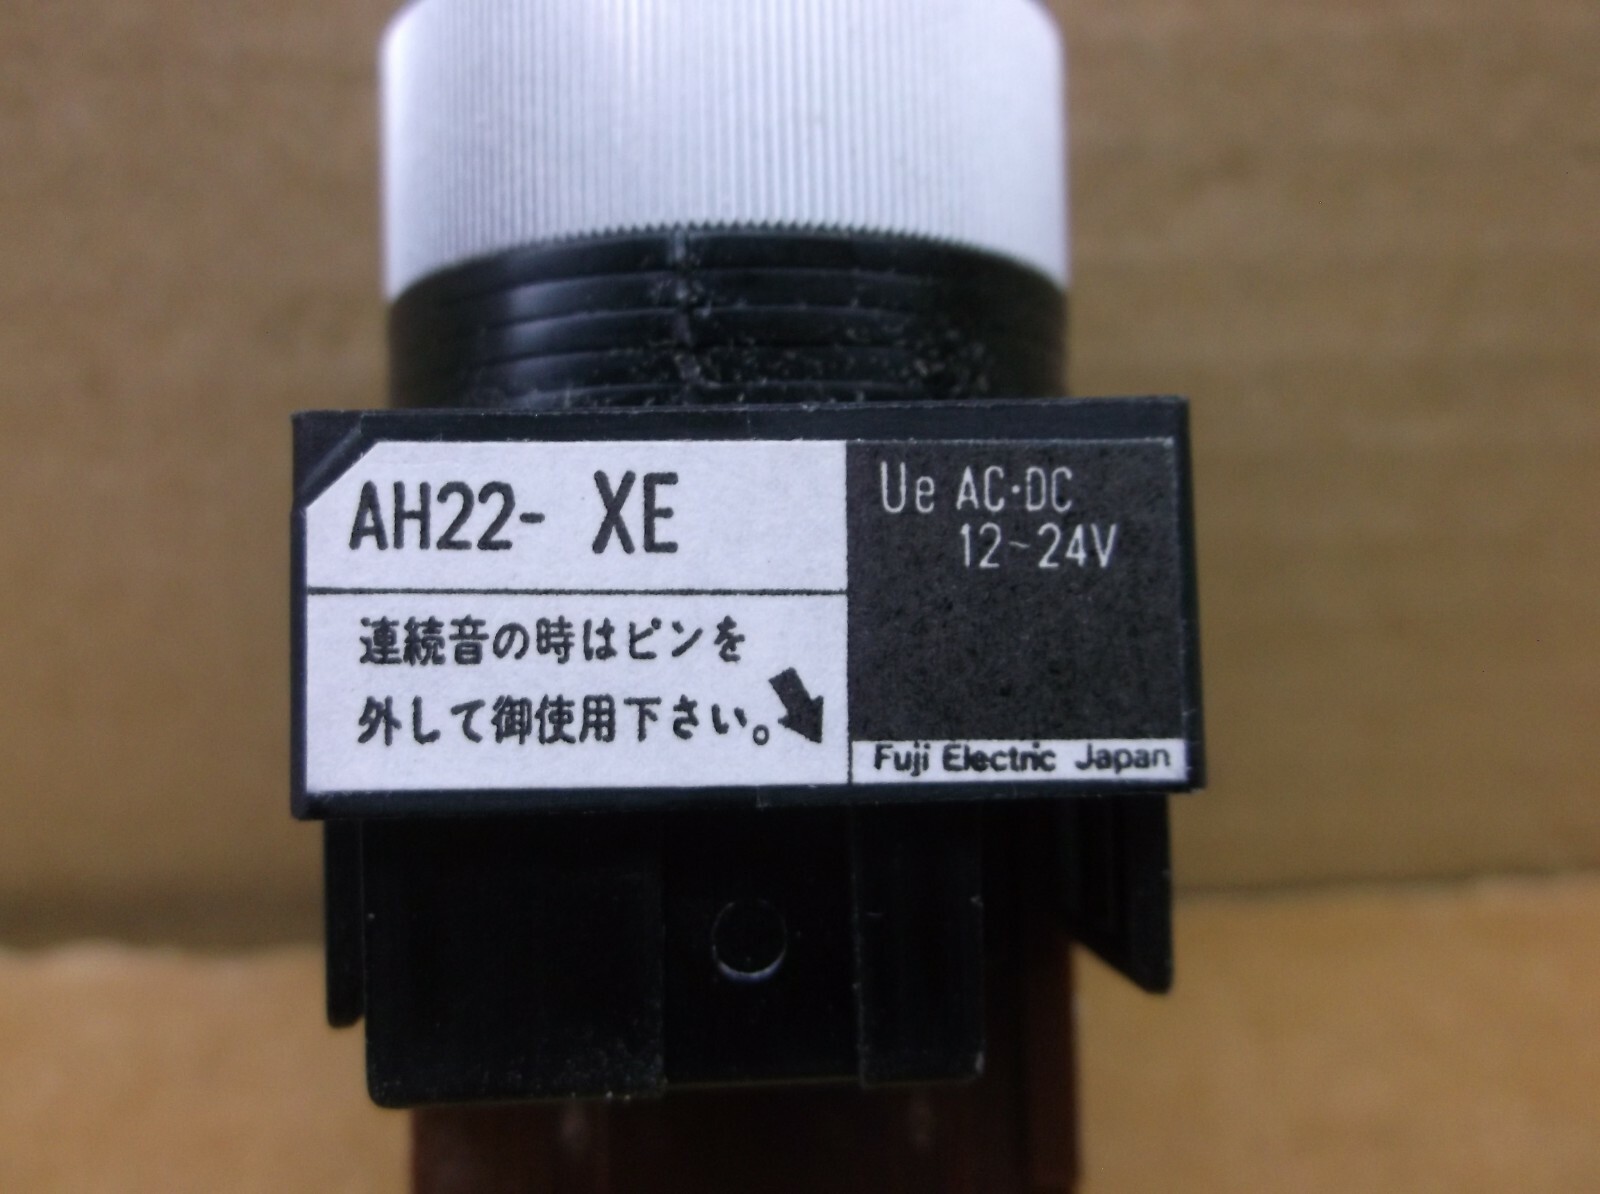 AH22- XE
連続音の時はピンを
外して御使用下さい。
Ue AC·DC
12~24V
Fuji Electric Japan